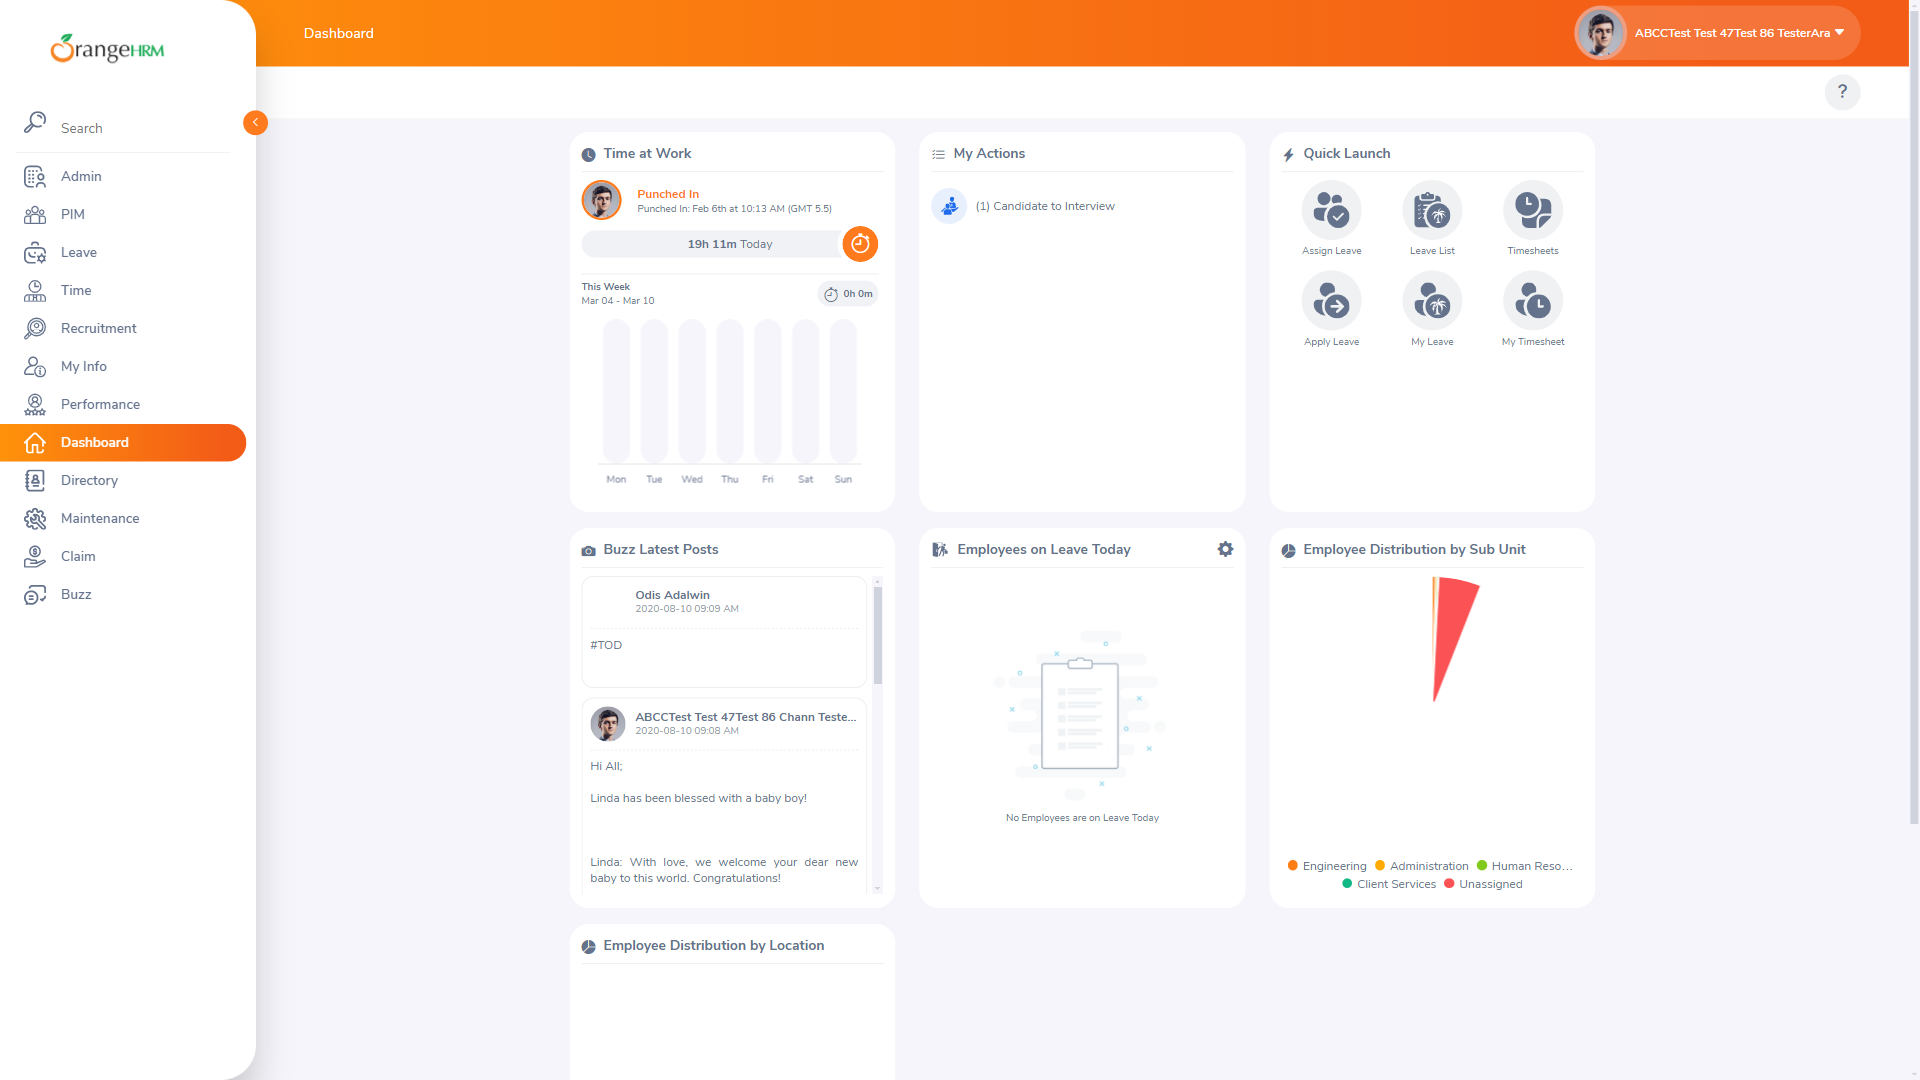 OrangeHRM
Dashboard
ABCCTest Test 47Test 86 TesterAra
?
Search
Admin
PIM
Leave
Time
Recruitment
My Info
Performance
Dashboard
Directory
Maintenance
Claim
Buzz
Time at Work
Punched In
Punched In: Feb 6th at 10:13 AM (GMT 5.5)
19h 11m Today
This Week
Mar 04 - Mar 10
0h 0m
Mon Tue Wed Thu Fri Sat Sun
My Actions
(1) Candidate to Interview
Quick Launch
Assign Leave
Leave List
Timesheets
Apply Leave
My Leave
My Timesheet
Buzz Latest Posts
Odis Adalwin
2020-08-10 09:09 AM
#TOD
ABCCTest Test 47Test 86 Chann Teste...
2020-08-10 09:08 AM
Hi All;
Linda has been blessed with a baby boy!
Linda: With love, we welcome your dear new
baby to this world. Congratulations!
Employees on Leave Today
No Employees are on Leave Today
Employee Distribution by Sub Unit
Engineering Administration Human Reso...
Client Services Unassigned
Employee Distribution by Location